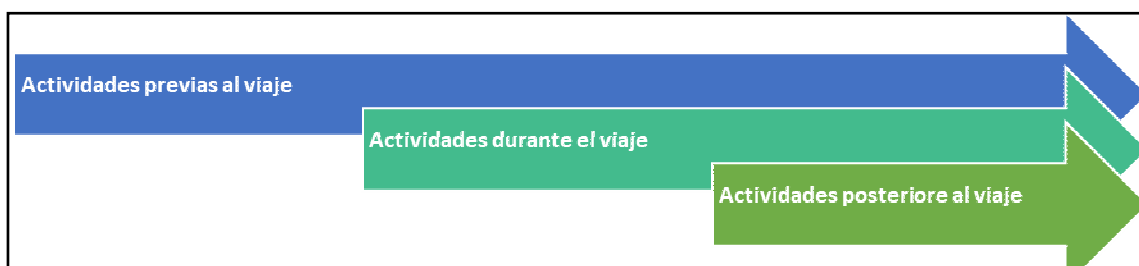 Actividades previas al viaje
Actividades durante el viaje
Actividades posteriore al viaje